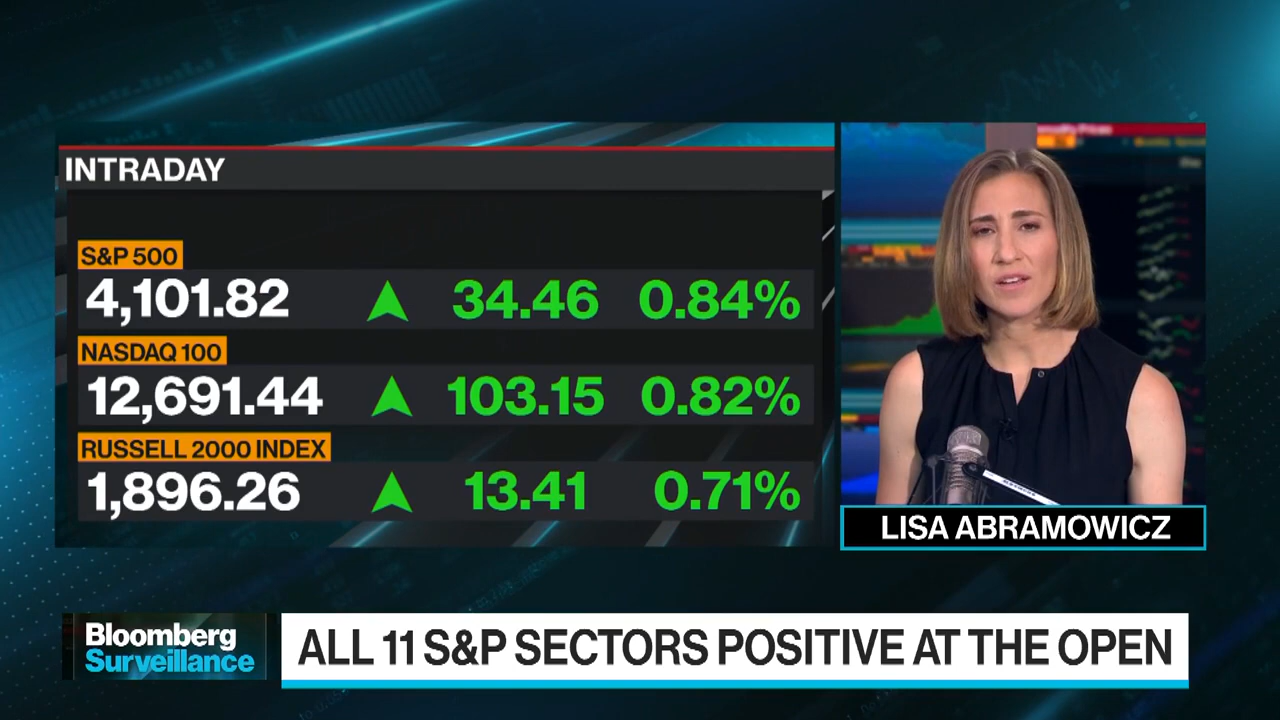 INTRADAY
S&P 500
4,101.82 ▲ 34.46 0.84%
NASDAQ 100
12,691.44 ▲ 103.15 0.82%
RUSSELL 2000 INDEX
1,896.26 ▲ 13.41 0.71%
LISA ABRAMOWICZ
Bloomberg
Surveillance
ALL 11 S&P SECTORS POSITIVE AT THE OPEN